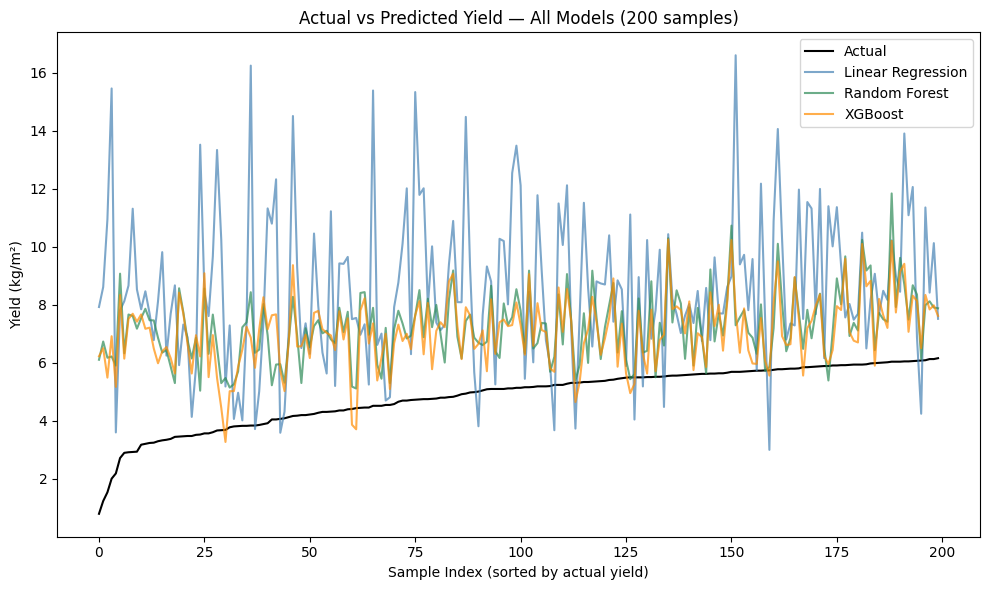 Actual vs Predicted Yield — All Models (200 samples)
Actual
Linear Regression
Random Forest
XGBoost
Yield (kg/m²)
16
14
12
10
8
6
4
2
0
25
50
75
100
125
150
175
200
Sample Index (sorted by actual yield)